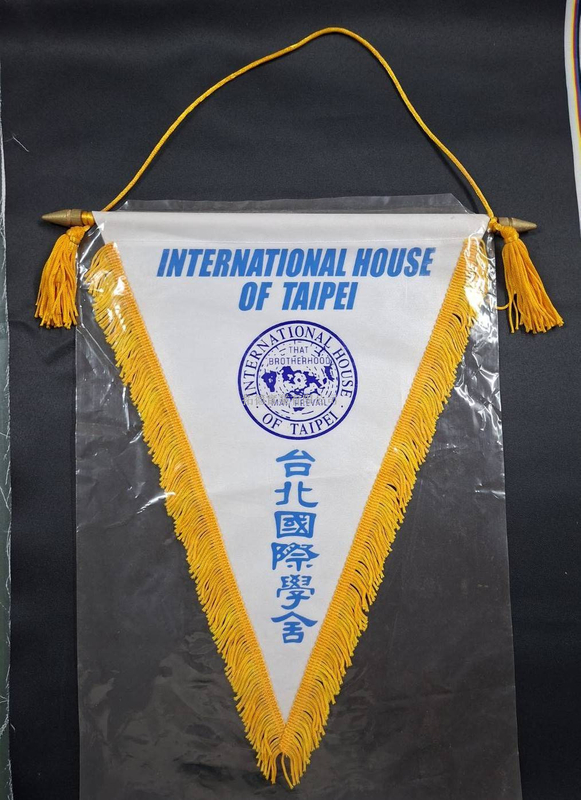 INTERNATIONAL HOUSE
OF TAIPEI
INTERNATIONAL HOUSE
THAT
BROTHERHOOD
MAY PREVAIL
· OF TAIPEI ·
台北國際學舍